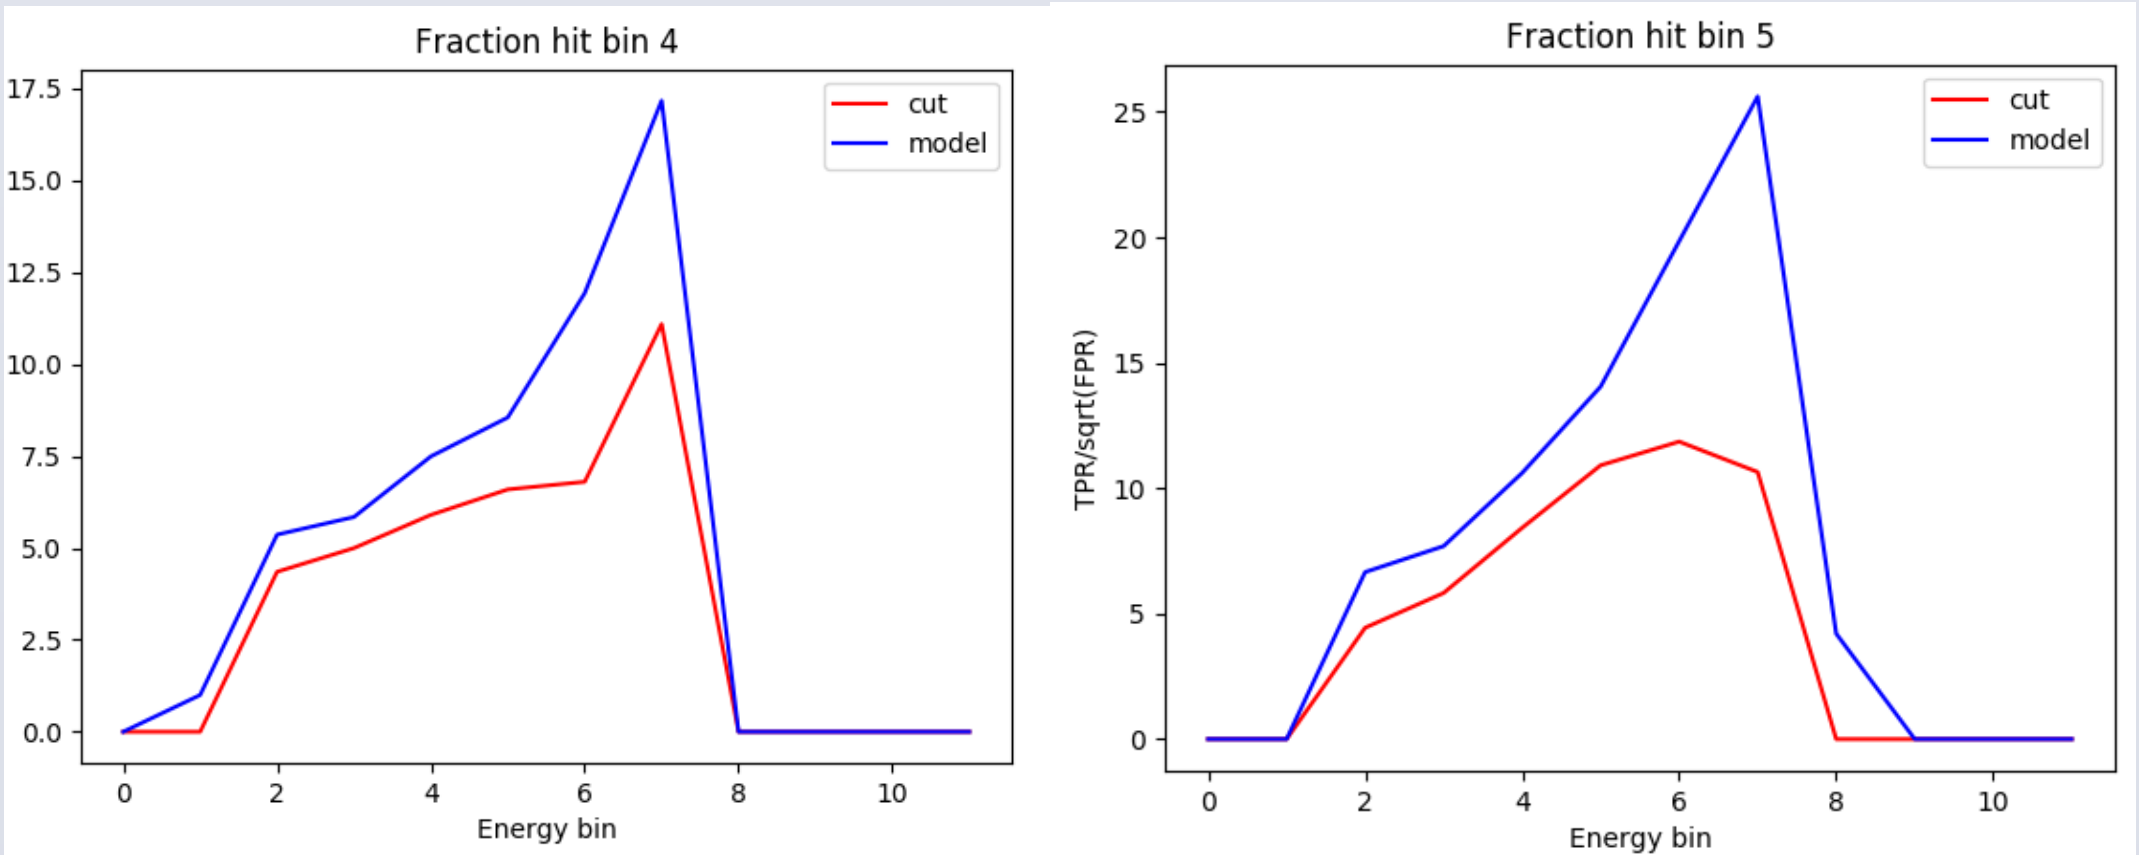 Fraction hit bin 4
17.5
15.0
12.5
10.0
7.5
5.0
2.5
0.0
cut
model
0 2 4 6 8 10
Energy bin
Fraction hit bin 5
TPR/sqrt(FPR)
25
20
15
10
5
0
cut
model
0 2 4 6 8 10
Energy bin